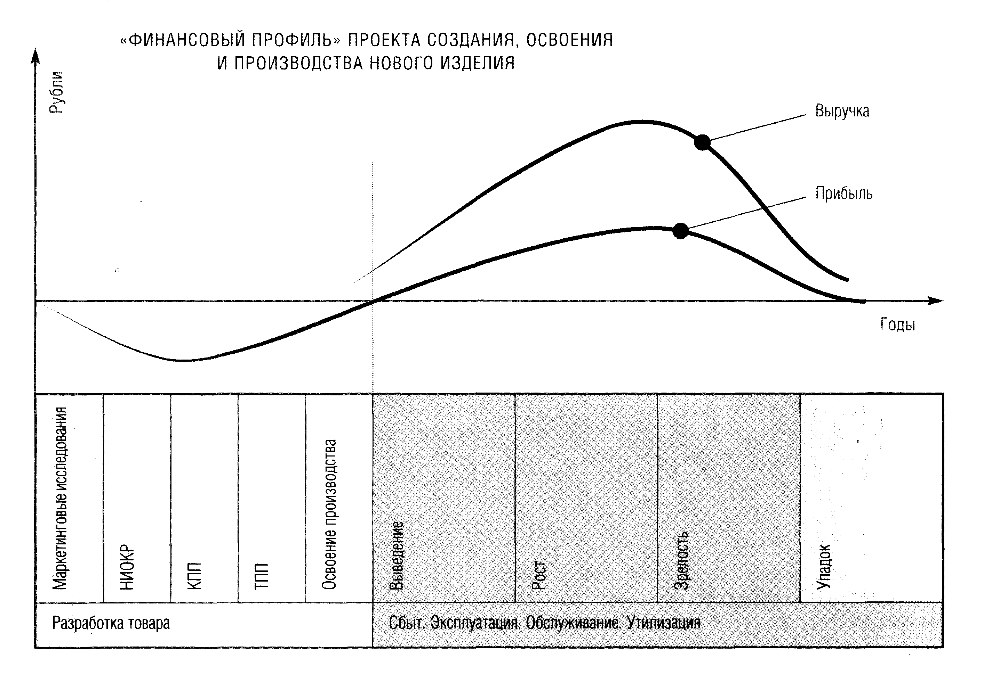 «ФИНАНСОВЫЙ ПРОФИЛЬ» ПРОЕКТА СОЗДАНИЯ, ОСВОЕНИЯ
И ПРОИЗВОДСТВА НОВОГО ИЗДЕЛИЯ
Рубли
Выручка
Прибыль
Годы
Маркетинговые исследования
НИОКР
КПП
ТПП
Освоение производства
Выведение
Рост
Зрелость
Упадок
Разработка товара
Сбыт. Эксплуатация. Обслуживание. Утилизация